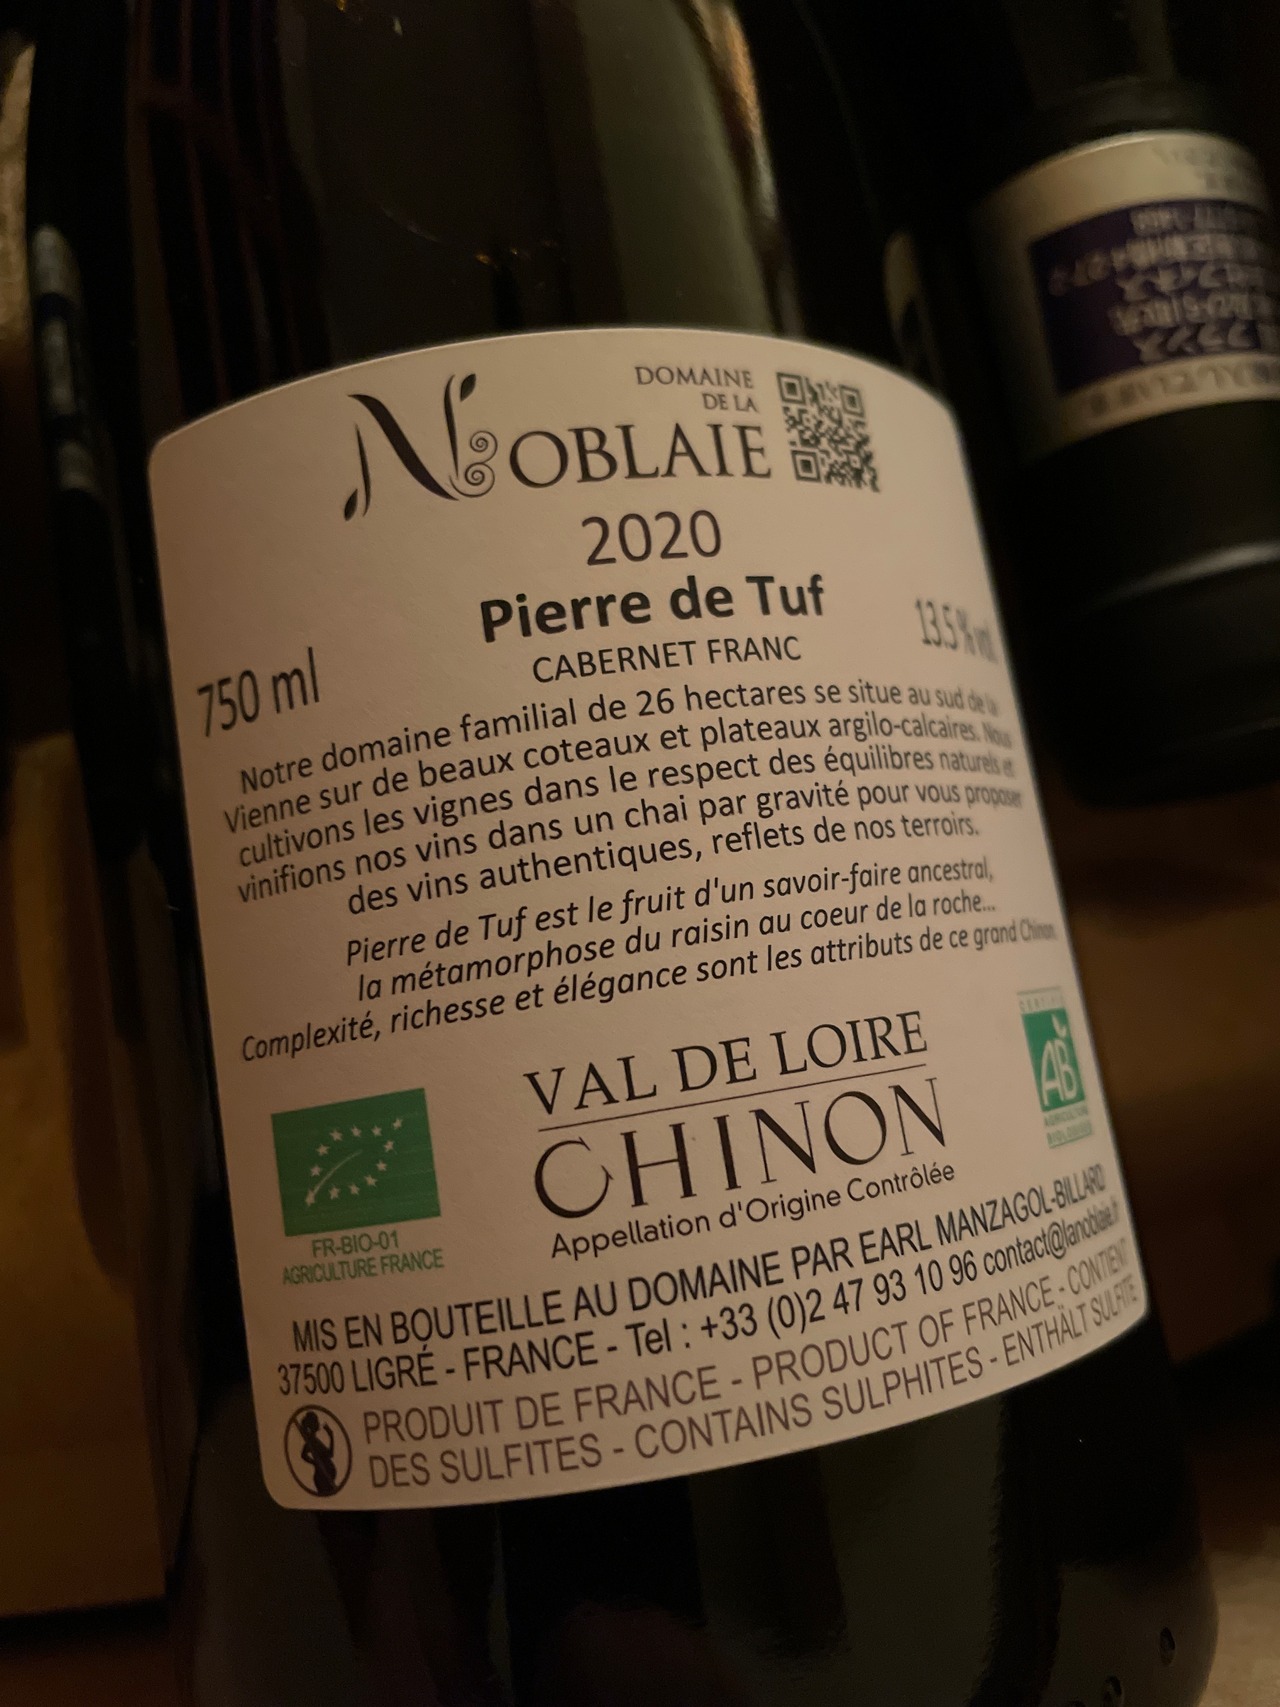 DOMAINE
DE LA
NOBLAIE
2020
Pierre de Tuf
CABERNET FRANC
750 ml
13.5 % vol.
Notre domaine familial de 26 hectares se situe au sud de la
Vienne sur de beaux coteaux et plateaux argilo-calcaires. Nous
cultivons les vignes dans le respect des équilibres naturels et
vinifions nos vins dans un chai par gravité pour vous proposer
des vins authentiques, reflets de nos terroirs.
Pierre de Tuf est le fruit d'un savoir-faire ancestral,
la métamorphose du raisin au coeur de la roche...
Complexité, richesse et élégance sont les attributs de ce grand Chinon.
VAL DE LOIRE
CHINON
Appellation d'Origine Contrôlée
FR-BIO-01
AGRICULTURE FRANCE
CERTIFIÉ
AB
AGRICULTURE
BIOLOGIQUE
MIS EN BOUTEILLE AU DOMAINE PAR EARL MANZAGOL-BILLARD
37500 LIGRÉ - FRANCE - Tel : +33 (0)2 47 93 10 96 contact@lanoblaie.fr
PRODUIT DE FRANCE - PRODUCT OF FRANCE - CONTIENT
DES SULFITES - CONTAINS SULPHITES - ENTHÄLT SULFITE